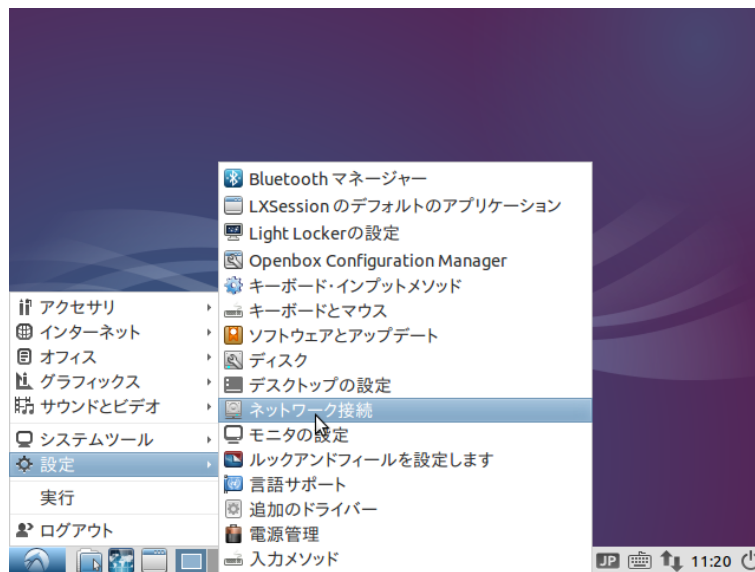 Bluetooth マネージャー
LXSession のデフォルトのアプリケーション
Light Lockerの設定
Openbox Configuration Manager
キーボード・インプットメソッド
キーボードとマウス
ソフトウェアとアップデート
ディスク
デスクトップの設定
ネットワーク接続
モニタの設定
ルックアンドフィールを設定します
言語サポート
追加のドライバー
電源管理
入力メソッド
アクセサリ
インターネット
オフィス
グラフィックス
サウンドとビデオ
システムツール
設定
実行
ログアウト
JP 11:20